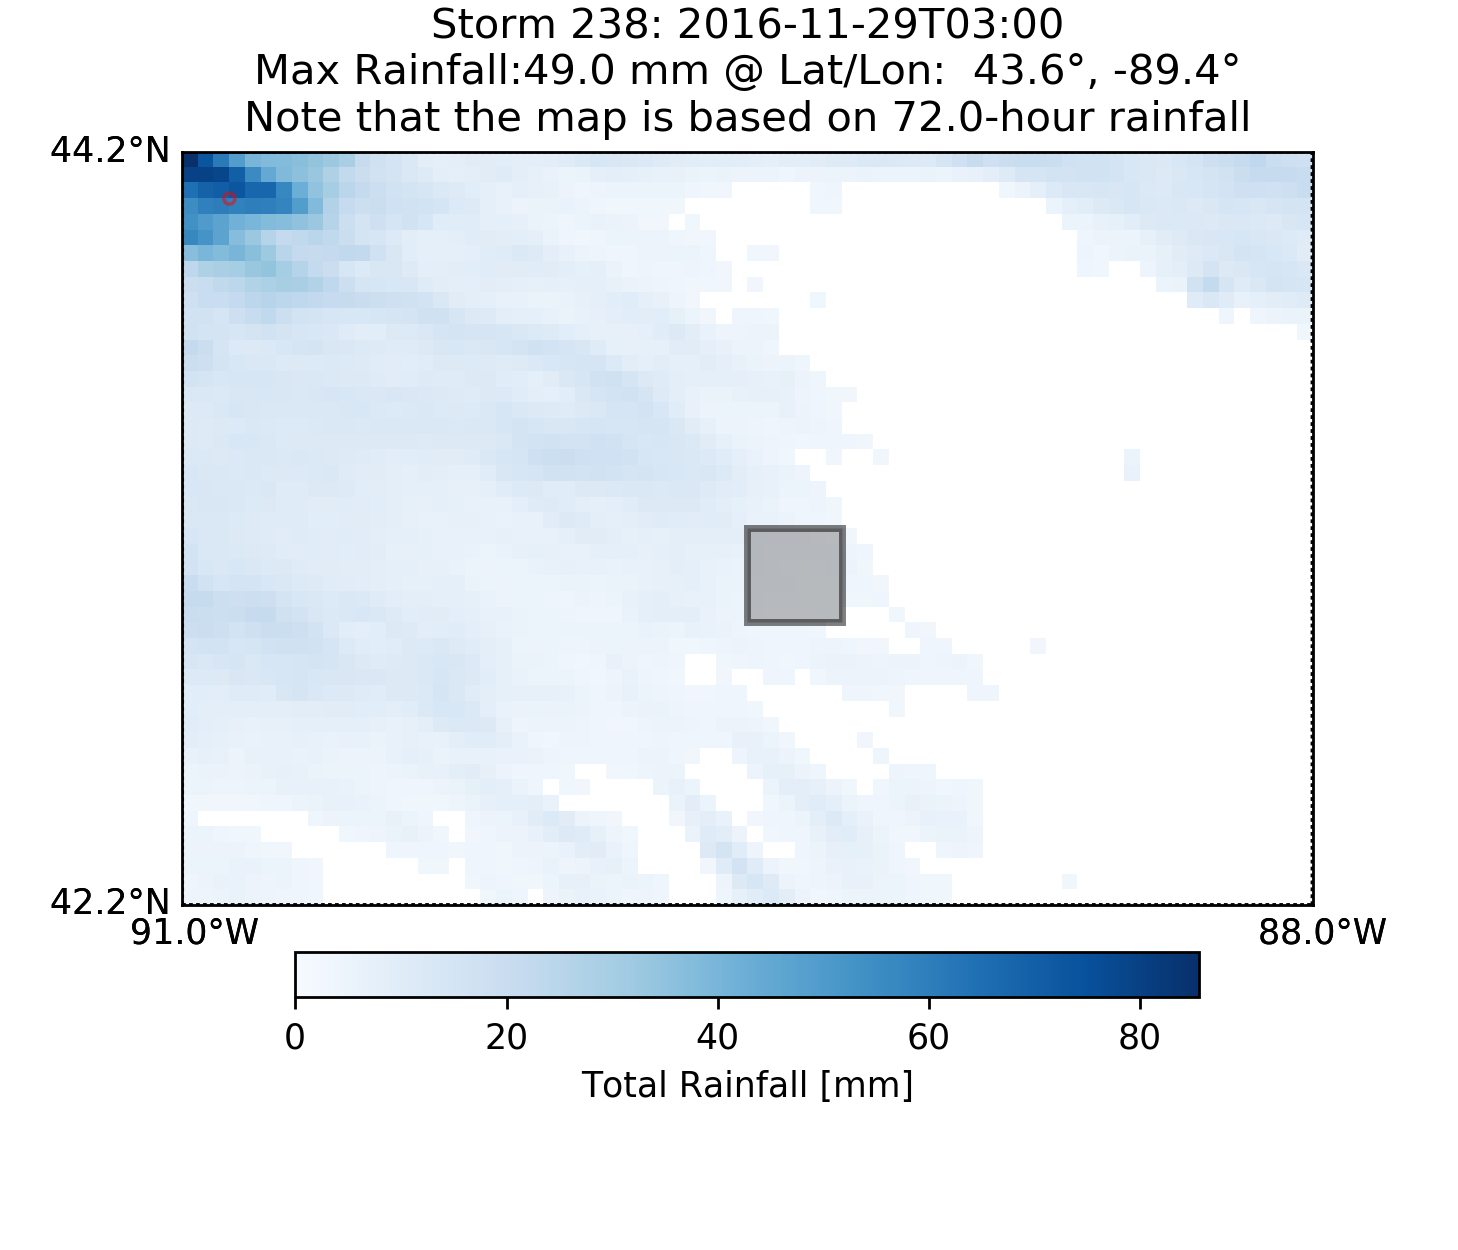 Storm 238: 2016-11-29T03:00
Max Rainfall:49.0 mm @ Lat/Lon:  43.6°, -89.4°
Note that the map is based on 72.0-hour rainfall
44.2°N
42.2°N
91.0°W
88.0°W
0 20 40 60 80
Total Rainfall [mm]